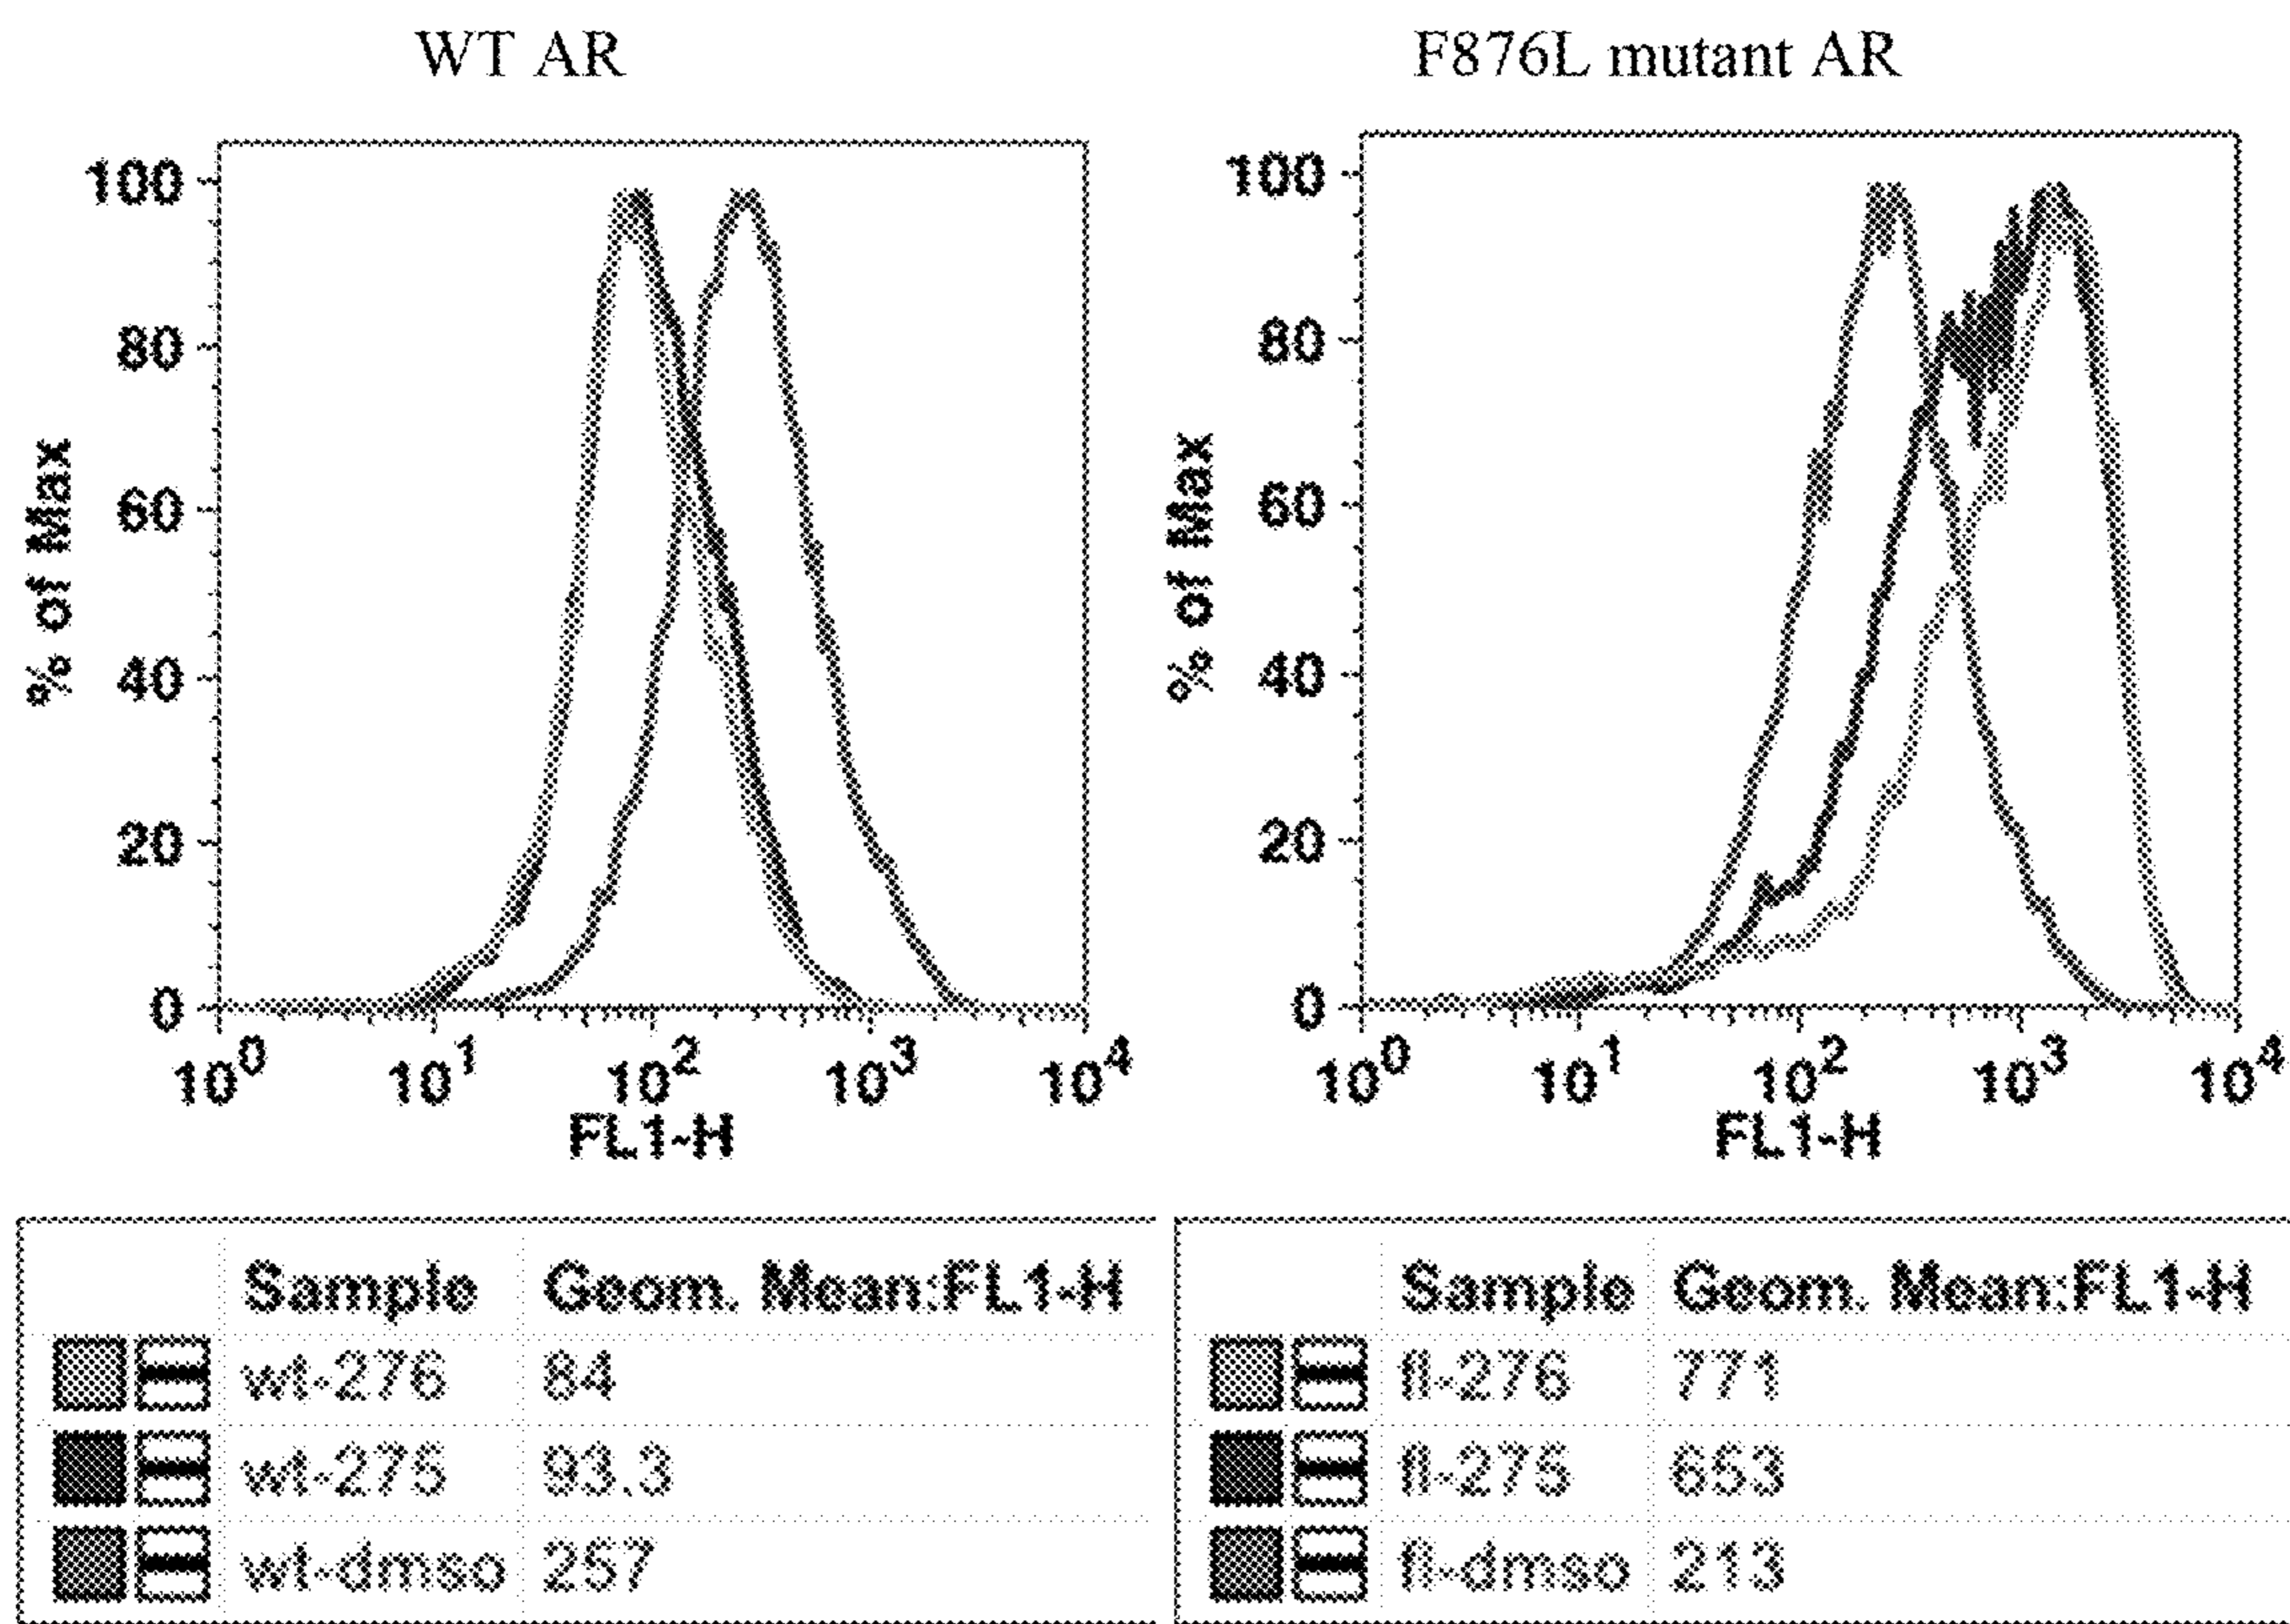 WT AR
F876L mutant AR
100
80
60
40
20
0
% of Max
10^0 10^1 10^2 10^3 10^4
FL1-H
100
80
60
40
20
0
% of Max
10^0 10^1 10^2 10^3 10^4
FL1-H
Sample Geom. Mean:FL1-H
wt-276 84
wt-275 93.3
wt-dmso 257
Sample Geom. Mean:FL1-H
fl-276 771
fl-275 653
fl-dmso 213